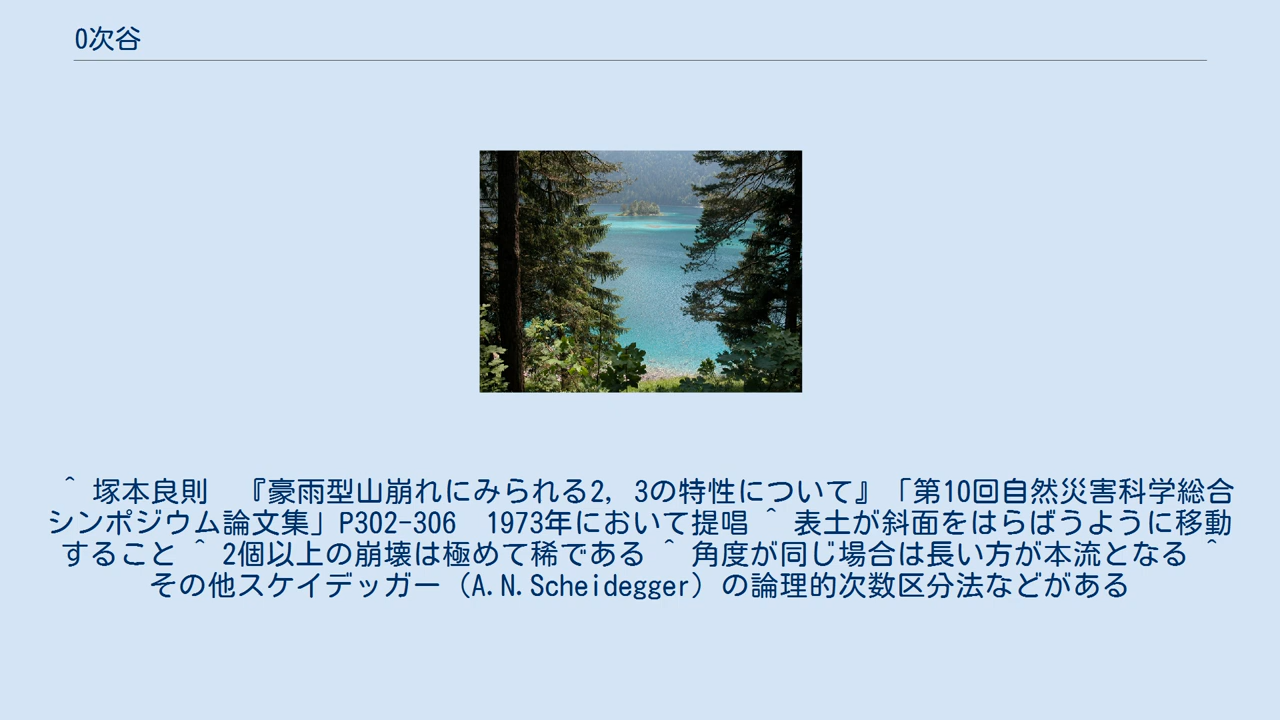 0次谷
^ 塚本良則　『豪雨型山崩れにみられる2, 3の特性について』「第10回自然災害科学総合
シンポジウム論文集」P302-306　1973年において提唱 ^ 表土が斜面をはらばうように移動
すること ^ 2個以上の崩壊は極めて稀である ^ 角度が同じ場合は長い方が本流となる ^
その他スケイデッガー（A.N.Scheidegger）の論理的次数区分法などがある